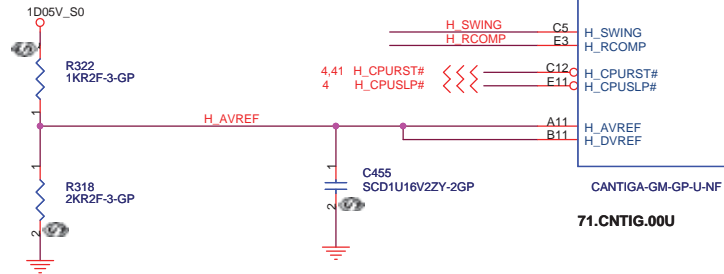 1D05V_S0
R322
1KR2F-3-GP
1
H_AVREF
1
R318
2KR2F-3-GP
2
1
C455
SCD1U16V2ZY-2GP
2
H_SWING
H_RCOMP
4,41 H_CPURST#
4 H_CPUSLP#
C5 H_SWING
E3 H_RCOMP
C12 H_CPURST#
E11 H_CPUSLP#
A11 H_AVREF
B11 H_DVREF
CANTIGA-GM-GP-U-NF
71.CNTIG.00U